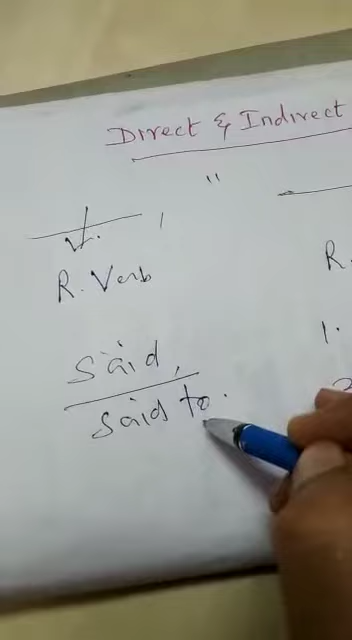 Direct & Indirect
"
V. ,
R. Verb
R.
Said,
1.
Said to.